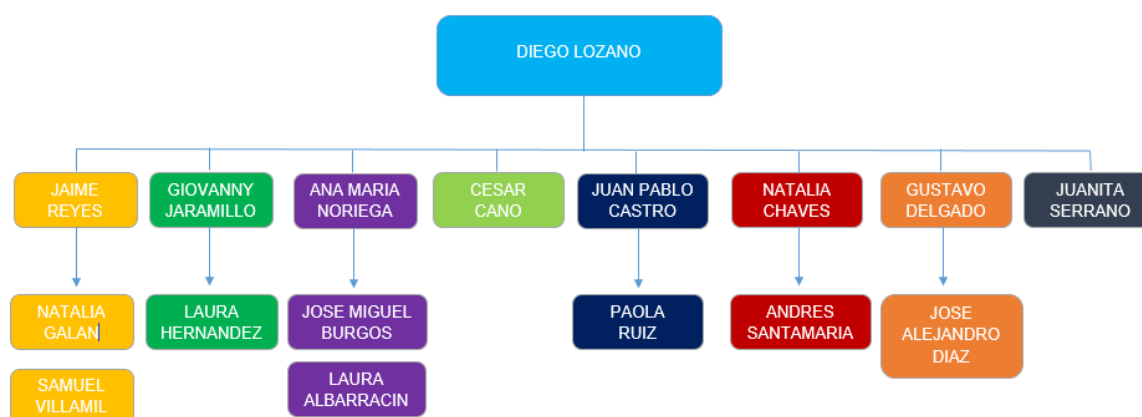 DIEGO LOZANO
JAIME
REYES
GIOVANNY
JARAMILLO
ANA MARIA
NORIEGA
CESAR
CANO
JUAN PABLO
CASTRO
NATALIA
CHAVES
GUSTAVO
DELGADO
JUANITA
SERRANO
NATALIA
GALAN
LAURA
HERNANDEZ
JOSE MIGUEL
BURGOS
PAOLA
RUIZ
ANDRES
SANTAMARIA
JOSE
ALEJANDRO
DIAZ
SAMUEL
VILLAMIL
LAURA
ALBARRACIN